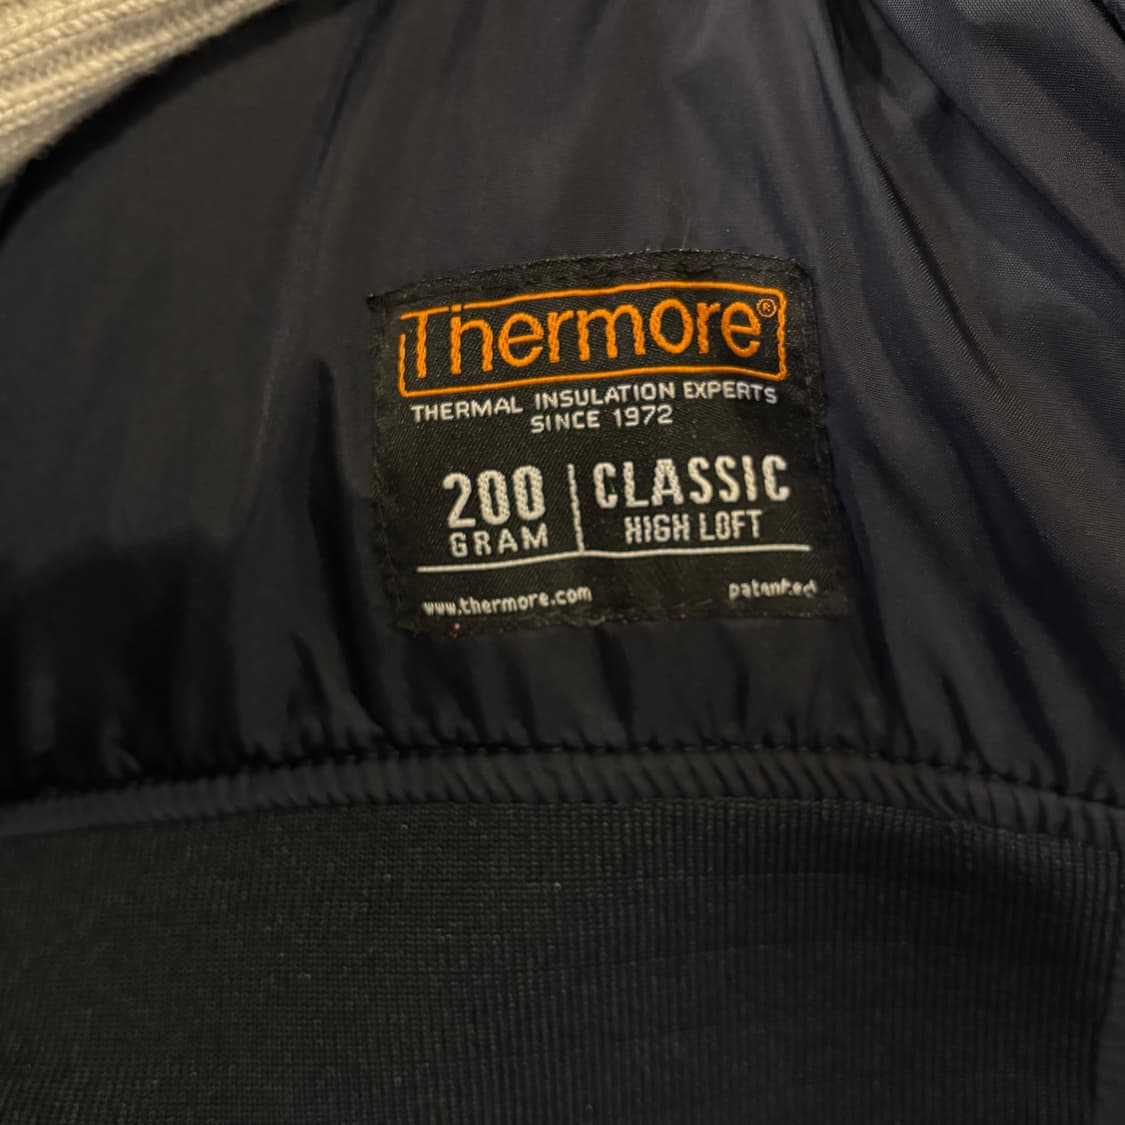 Thermore®
THERMAL INSULATION EXPERTS
SINCE 1972
200 GRAM
CLASSIC
HIGH LOFT
www.thermore.com
patented